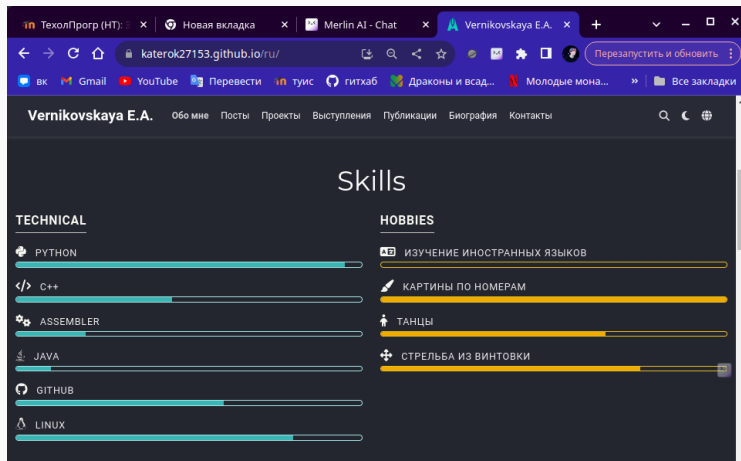 ТехолПрогр (НТ): З
Новая вкладка
Merlin AI - Chat
Vernikovskaya E.A.
katerok27153.github.io/ru/
Перезапустить и обновить
вк
Gmail
YouTube
Перевести
туис
гитхаб
Драконы и всад...
Молодые мона...
»
Все закладки
Vernikovskaya E.A.
Обо мне Посты Проекты Выступления Публикации Биография Контакты
Skills
TECHNICAL
PYTHON
C++
ASSEMBLER
JAVA
GITHUB
LINUX
HOBBIES
ИЗУЧЕНИЕ ИНОСТРАННЫХ ЯЗЫКОВ
КАРТИНЫ ПО НОМЕРАМ
ТАНЦЫ
СТРЕЛЬБА ИЗ ВИНТОВКИ